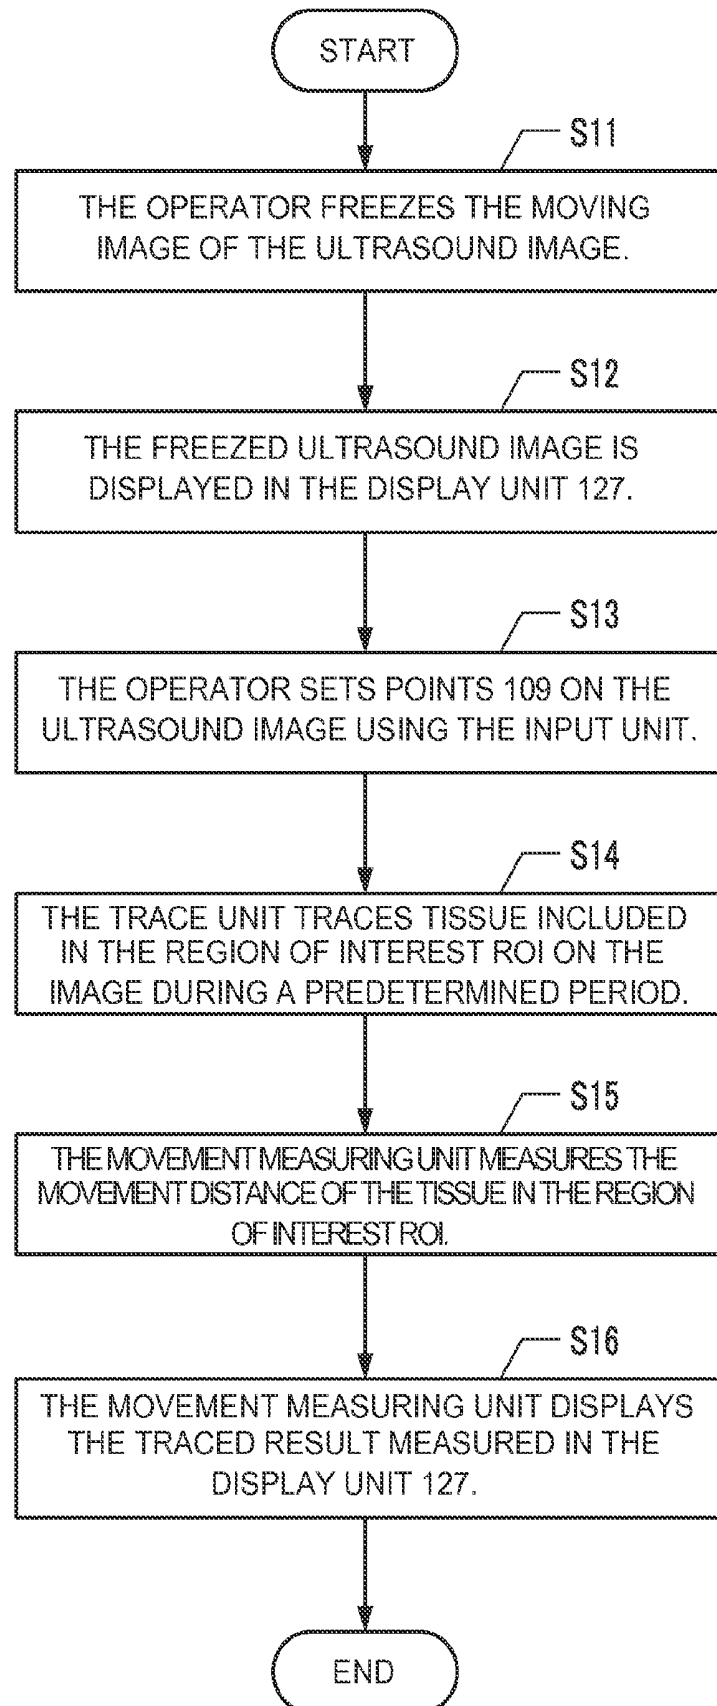 START
S11
THE OPERATOR FREEZES THE MOVING
IMAGE OF THE ULTRASOUND IMAGE.
S12
THE FREEZED ULTRASOUND IMAGE IS
DISPLAYED IN THE DISPLAY UNIT 127.
S13
THE OPERATOR SETS POINTS 109 ON THE
ULTRASOUND IMAGE USING THE INPUT UNIT.
S14
THE TRACE UNIT TRACES TISSUE INCLUDED
IN THE REGION OF INTEREST ROI ON THE
IMAGE DURING A PREDETERMINED PERIOD.
S15
THE MOVEMENT MEASURING UNIT MEASURES THE
MOVEMENT DISTANCE OF THE TISSUE IN THE REGION
OF INTEREST ROI.
S16
THE MOVEMENT MEASURING UNIT DISPLAYS
THE TRACED RESULT MEASURED IN THE
DISPLAY UNIT 127.
END